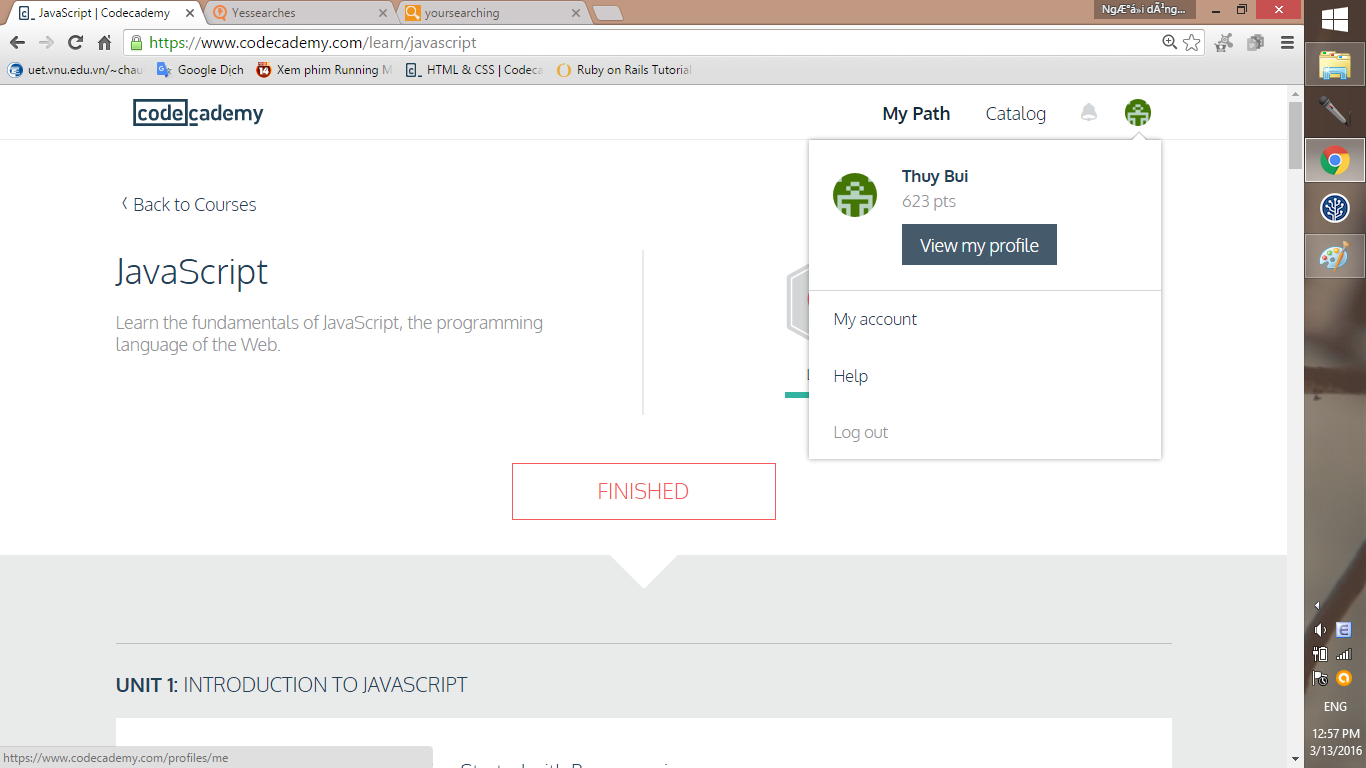 JavaScript | Codecademy
Yessearches
yoursearching
NgÆ°á»i dÃ¹ng...
https://www.codecademy.com/learn/javascript
uet.vnu.edu.vn/~chau
Google Dịch
Xem phim Running M
HTML & CSS | Codeca
Ruby on Rails Tutorial
codecademy
My Path
Catalog
Thuy Bui
623 pts
View my profile
My account
Help
Log out
Back to Courses
JavaScript
Learn the fundamentals of JavaScript, the programming
language of the Web.
FINISHED
UNIT 1: INTRODUCTION TO JAVASCRIPT
https://www.codecademy.com/profiles/me
ENG
12:57 PM
3/13/2016